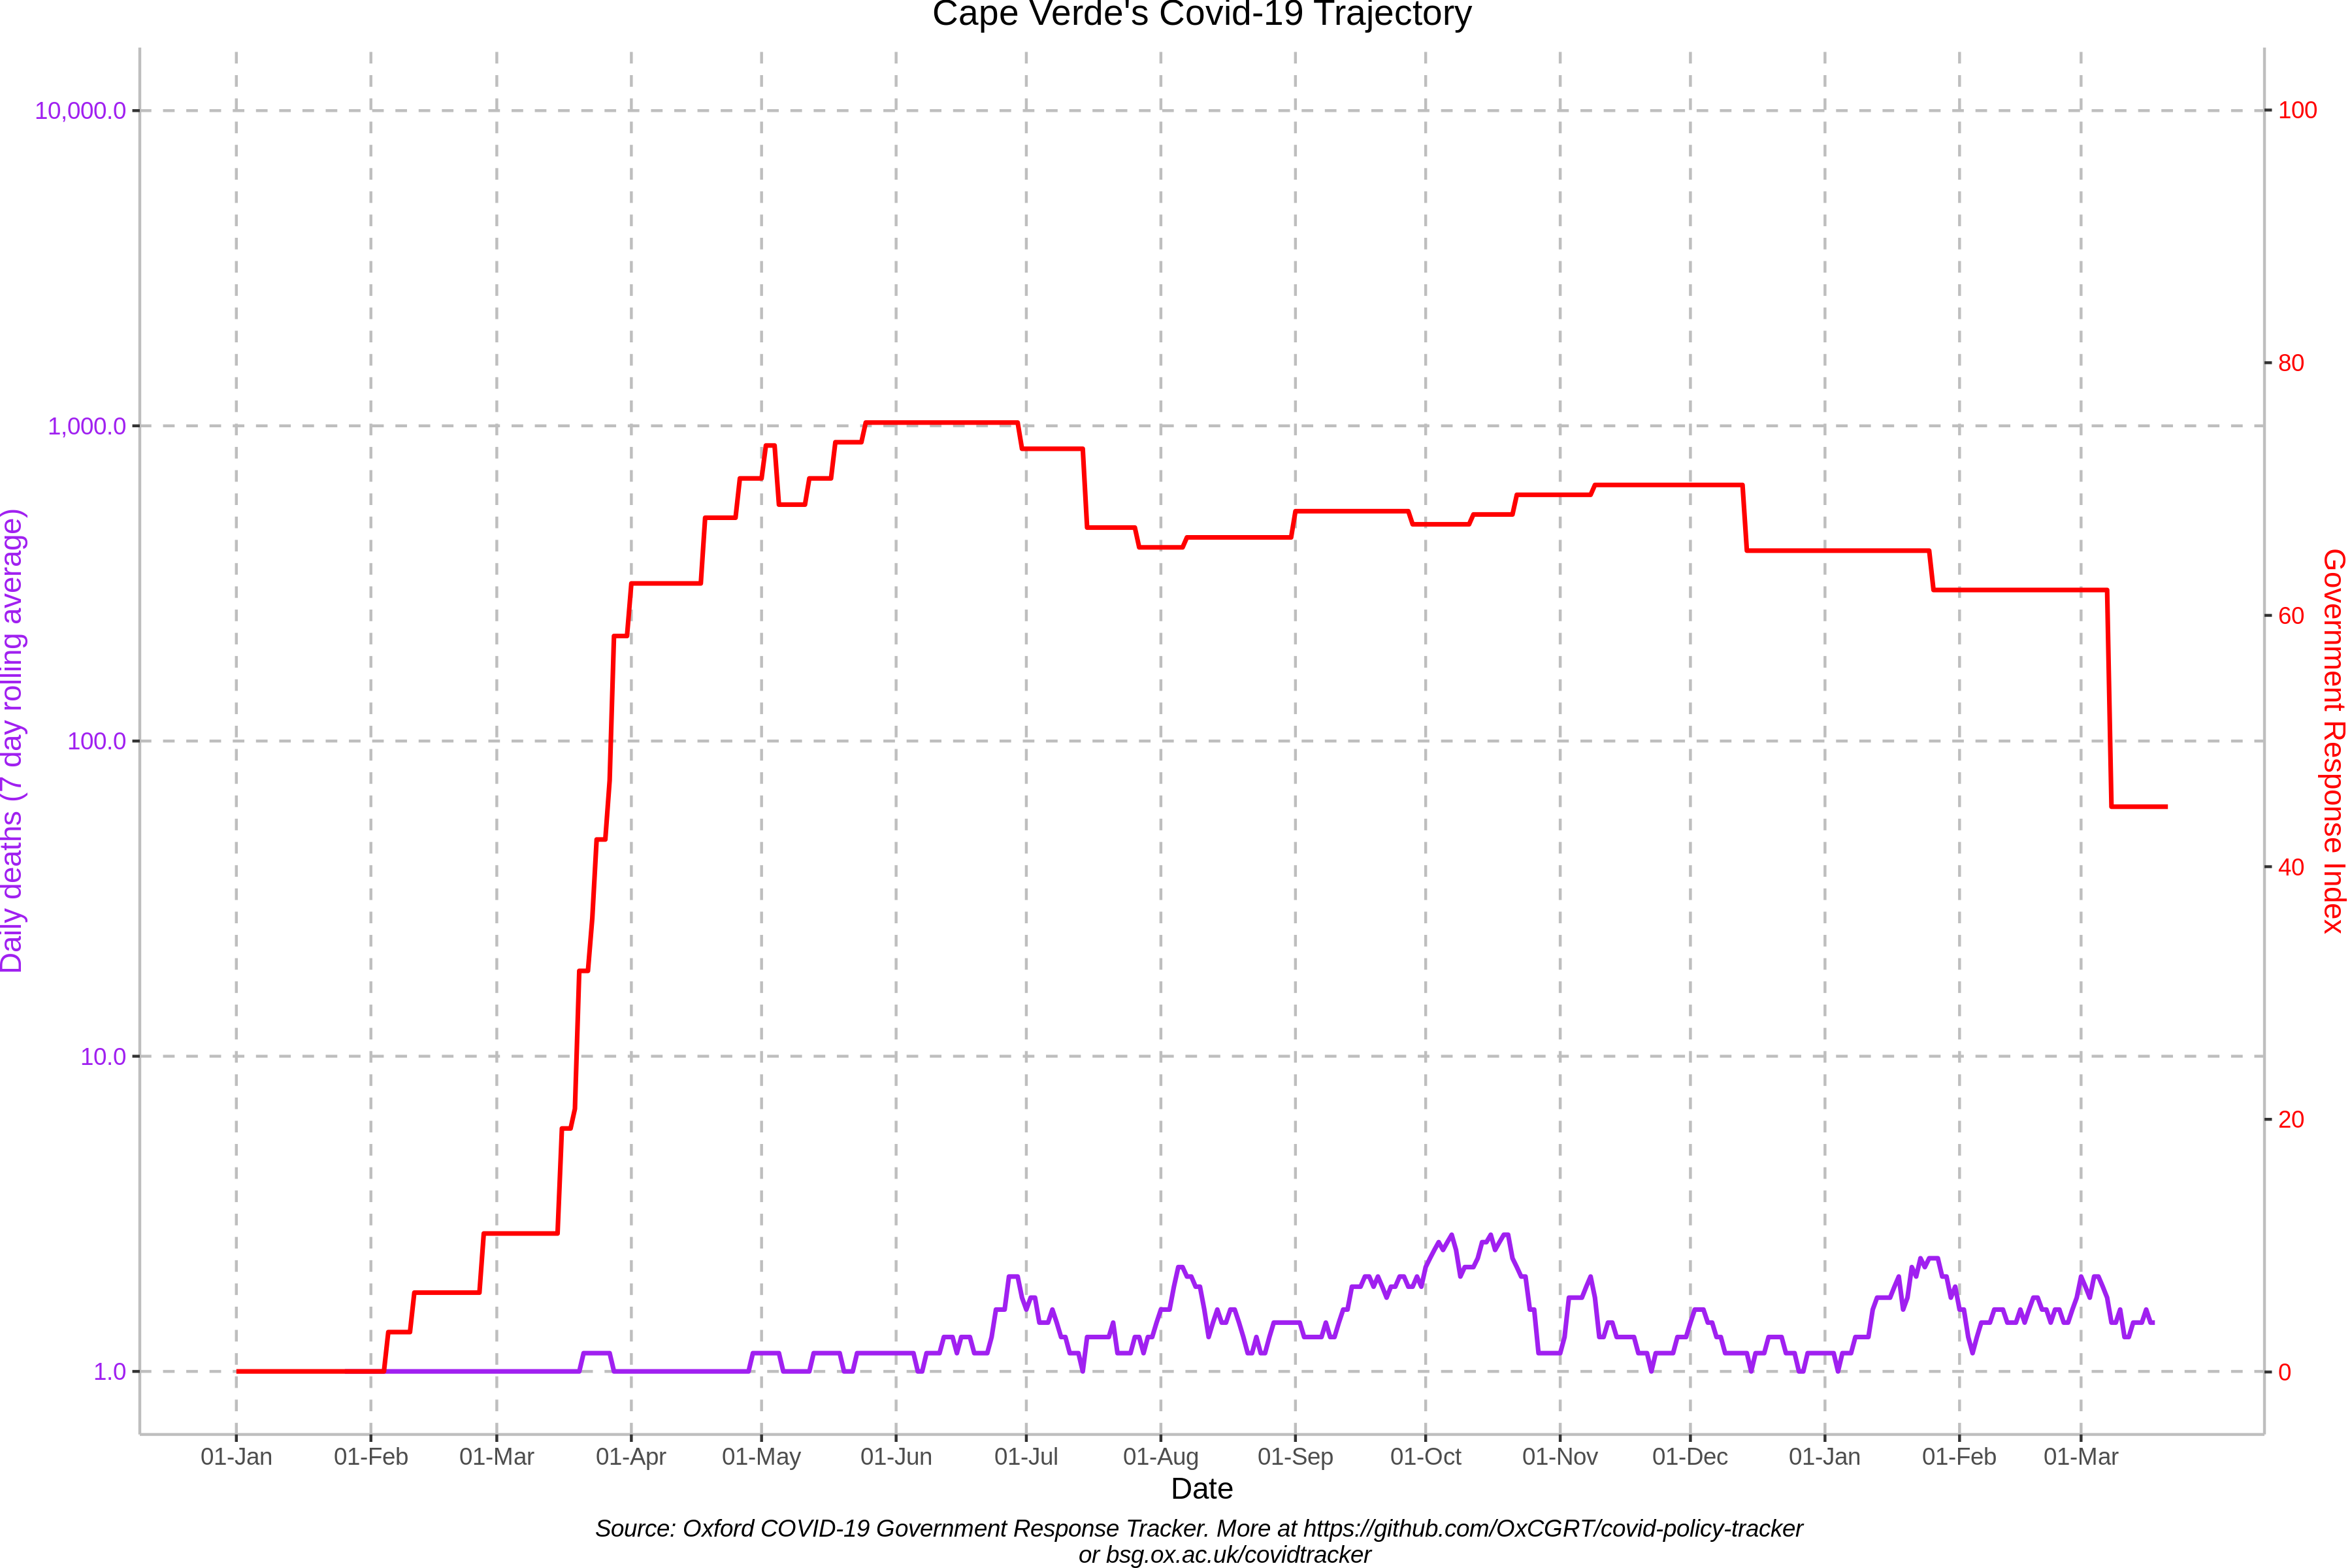 Cape Verde's Covid-19 Trajectory
10,000.0
1,000.0
100.0
10.0
1.0
Daily deaths (7 day rolling average)
100
80
60
40
20
0
Government Response Index
01-Jan 01-Feb 01-Mar 01-Apr 01-May 01-Jun 01-Jul 01-Aug 01-Sep 01-Oct 01-Nov 01-Dec 01-Jan 01-Feb 01-Mar
Date
Source: Oxford COVID-19 Government Response Tracker. More at https://github.com/OxCGRT/covid-policy-tracker
or bsg.ox.ac.uk/covidtracker